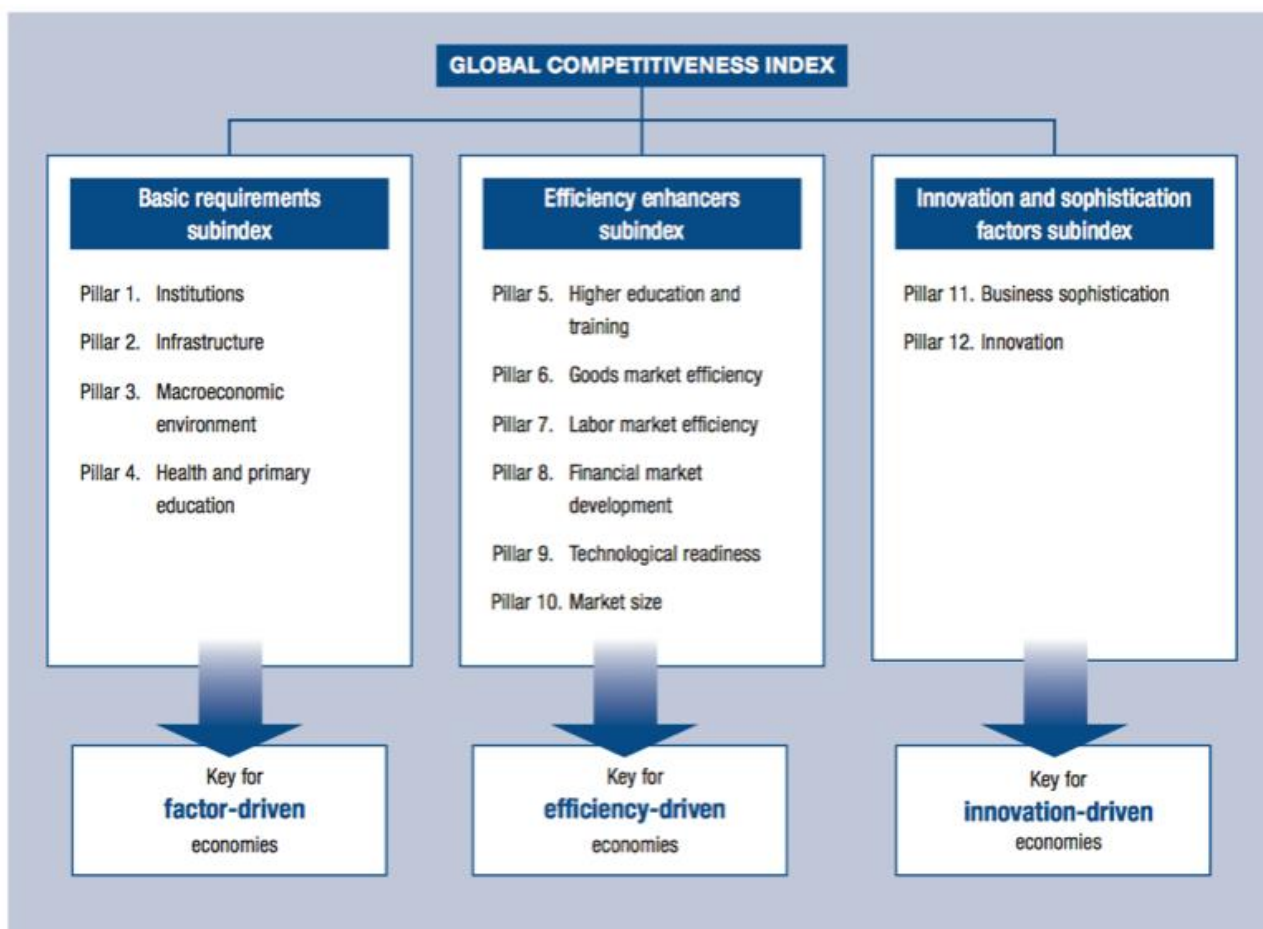 GLOBAL COMPETITIVENESS INDEX
Basic requirements
subindex
Pillar 1. Institutions
Pillar 2. Infrastructure
Pillar 3. Macroeconomic
environment
Pillar 4. Health and primary
education
Key for
factor-driven
economies
Efficiency enhancers
subindex
Pillar 5. Higher education and
training
Pillar 6. Goods market efficiency
Pillar 7. Labor market efficiency
Pillar 8. Financial market
development
Pillar 9. Technological readiness
Pillar 10. Market size
Key for
efficiency-driven
economies
Innovation and sophistication
factors subindex
Pillar 11. Business sophistication
Pillar 12. Innovation
Key for
innovation-driven
economies